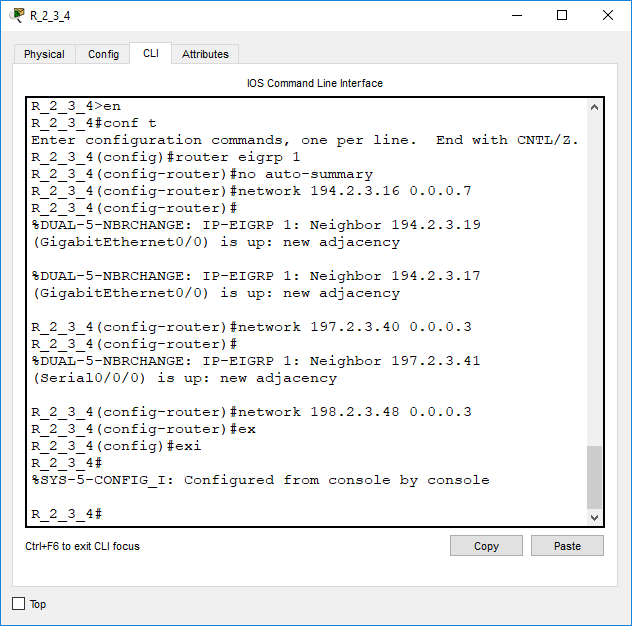 R_2_3_4
Physical Config CLI Attributes
IOS Command Line Interface
R_2_3_4>en
R_2_3_4#conf t
Enter configuration commands, one per line.  End with CNTL/Z.
R_2_3_4(config)#router eigrp 1
R_2_3_4(config-router)#no auto-summary
R_2_3_4(config-router)#network 194.2.3.16 0.0.0.7
R_2_3_4(config-router)#
%DUAL-5-NBRCHANGE: IP-EIGRP 1: Neighbor 194.2.3.19
(GigabitEthernet0/0) is up: new adjacency
%DUAL-5-NBRCHANGE: IP-EIGRP 1: Neighbor 194.2.3.17
(GigabitEthernet0/0) is up: new adjacency
R_2_3_4(config-router)#network 197.2.3.40 0.0.0.3
R_2_3_4(config-router)#
%DUAL-5-NBRCHANGE: IP-EIGRP 1: Neighbor 197.2.3.41
(Serial0/0/0) is up: new adjacency
R_2_3_4(config-router)#network 198.2.3.48 0.0.0.3
R_2_3_4(config-router)#ex
R_2_3_4(config)#exi
R_2_3_4#
%SYS-5-CONFIG_I: Configured from console by console
R_2_3_4#
Ctrl+F6 to exit CLI focus
Copy Paste
Top